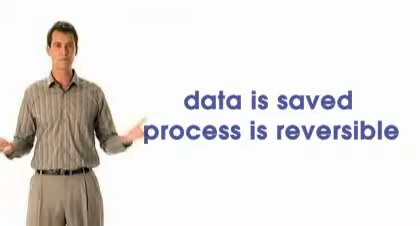 data is saved
process is reversible